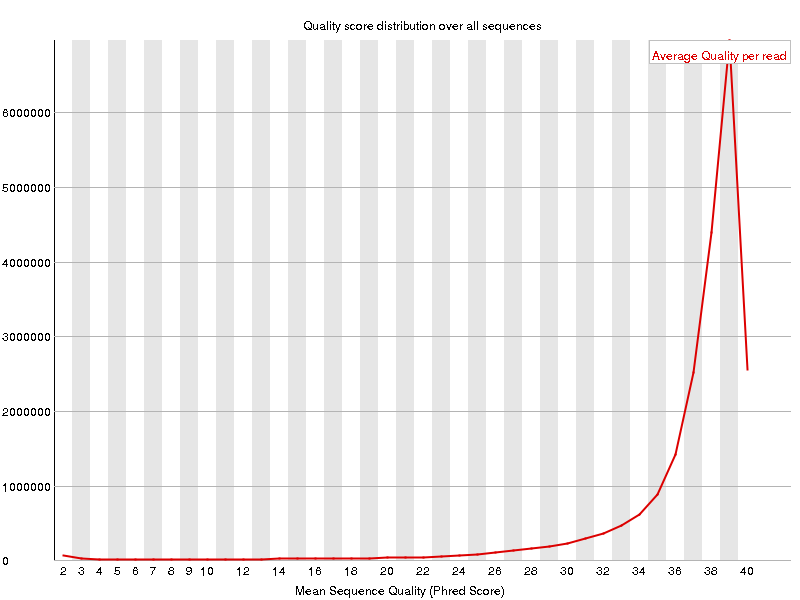 Quality score distribution over all sequences
Average Quality per read
6000000
5000000
4000000
3000000
2000000
1000000
0
2 3 4 5 6 7 8 9 10 12 14 16 18 20 22 24 26 28 30 32 34 36 38 40
Mean Sequence Quality (Phred Score)